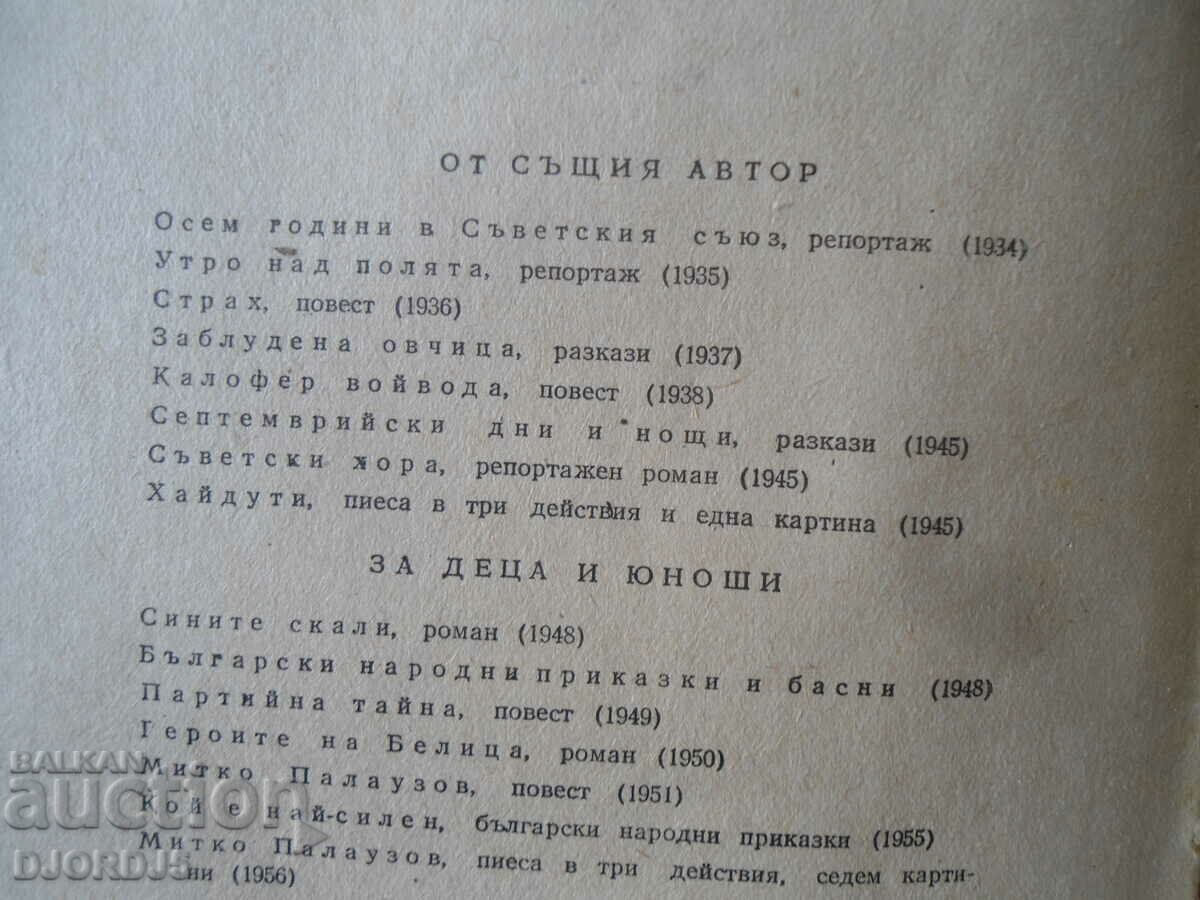 ОТ СЪЩИЯ АВТОР
Осем години в Съветския съюз, репортаж (1934)
Утро над полята, репортаж (1935)
Страх, повест (1936)
Заблудена овчица, разкази (1937)
Калофер войвода, повест (1938)
Септемврийски дни и нощи, разкази (1945)
Съветски хора, репортажен роман (1945)
Хайдути, пиеса в три действия и една картина (1945)
ЗА ДЕЦА И ЮНОШИ
Сините скали, роман (1948)
Български народни приказки и басни (1948)
Партийна тайна, повест (1949)
Героите на Белица, роман (1950)
Митко Палаузов, повест (1951)
Кой е най-силен, български народни приказки (1955)
Митко Палаузов, пиеса в три действия, седем карти-
ни (1956)
BALKAN
auction
DJORDJ5